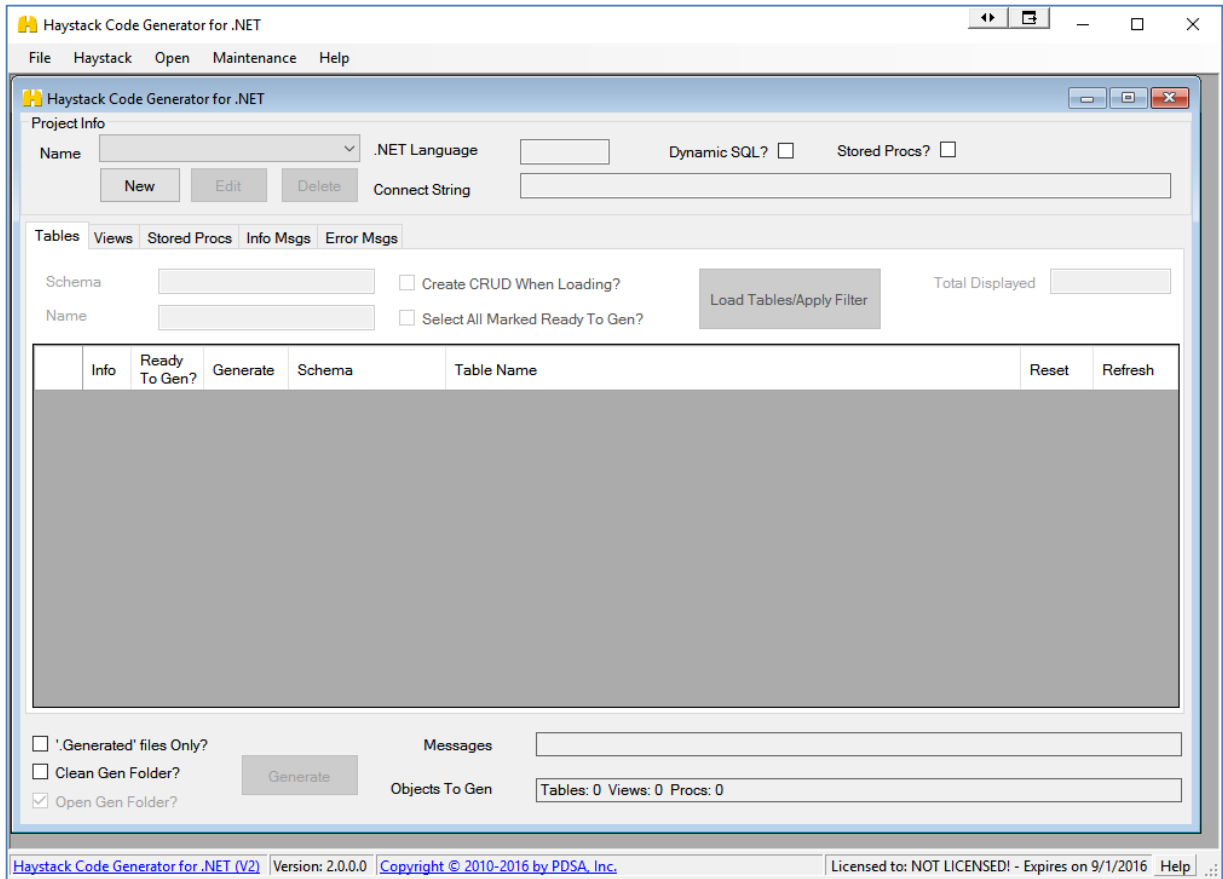 Haystack Code Generator for .NET
File Haystack Open Maintenance Help
Haystack Code Generator for .NET
Project Info
Name .NET Language Dynamic SQL? Stored Procs?
New Edit Delete Connect String
Tables Views Stored Procs Info Msgs Error Msgs
Schema Create CRUD When Loading? Load Tables/Apply Filter Total Displayed
Name Select All Marked Ready To Gen?
Info Ready To Gen? Generate Schema Table Name Reset Refresh
'.Generated' files Only? Messages
Clean Gen Folder? Generate
Open Gen Folder? Objects To Gen Tables: 0 Views: 0 Procs: 0
Haystack Code Generator for .NET (V2) Version: 2.0.0.0 Copyright © 2010-2016 by PDSA, Inc. Licensed to: NOT LICENSED! - Expires on 9/1/2016 Help